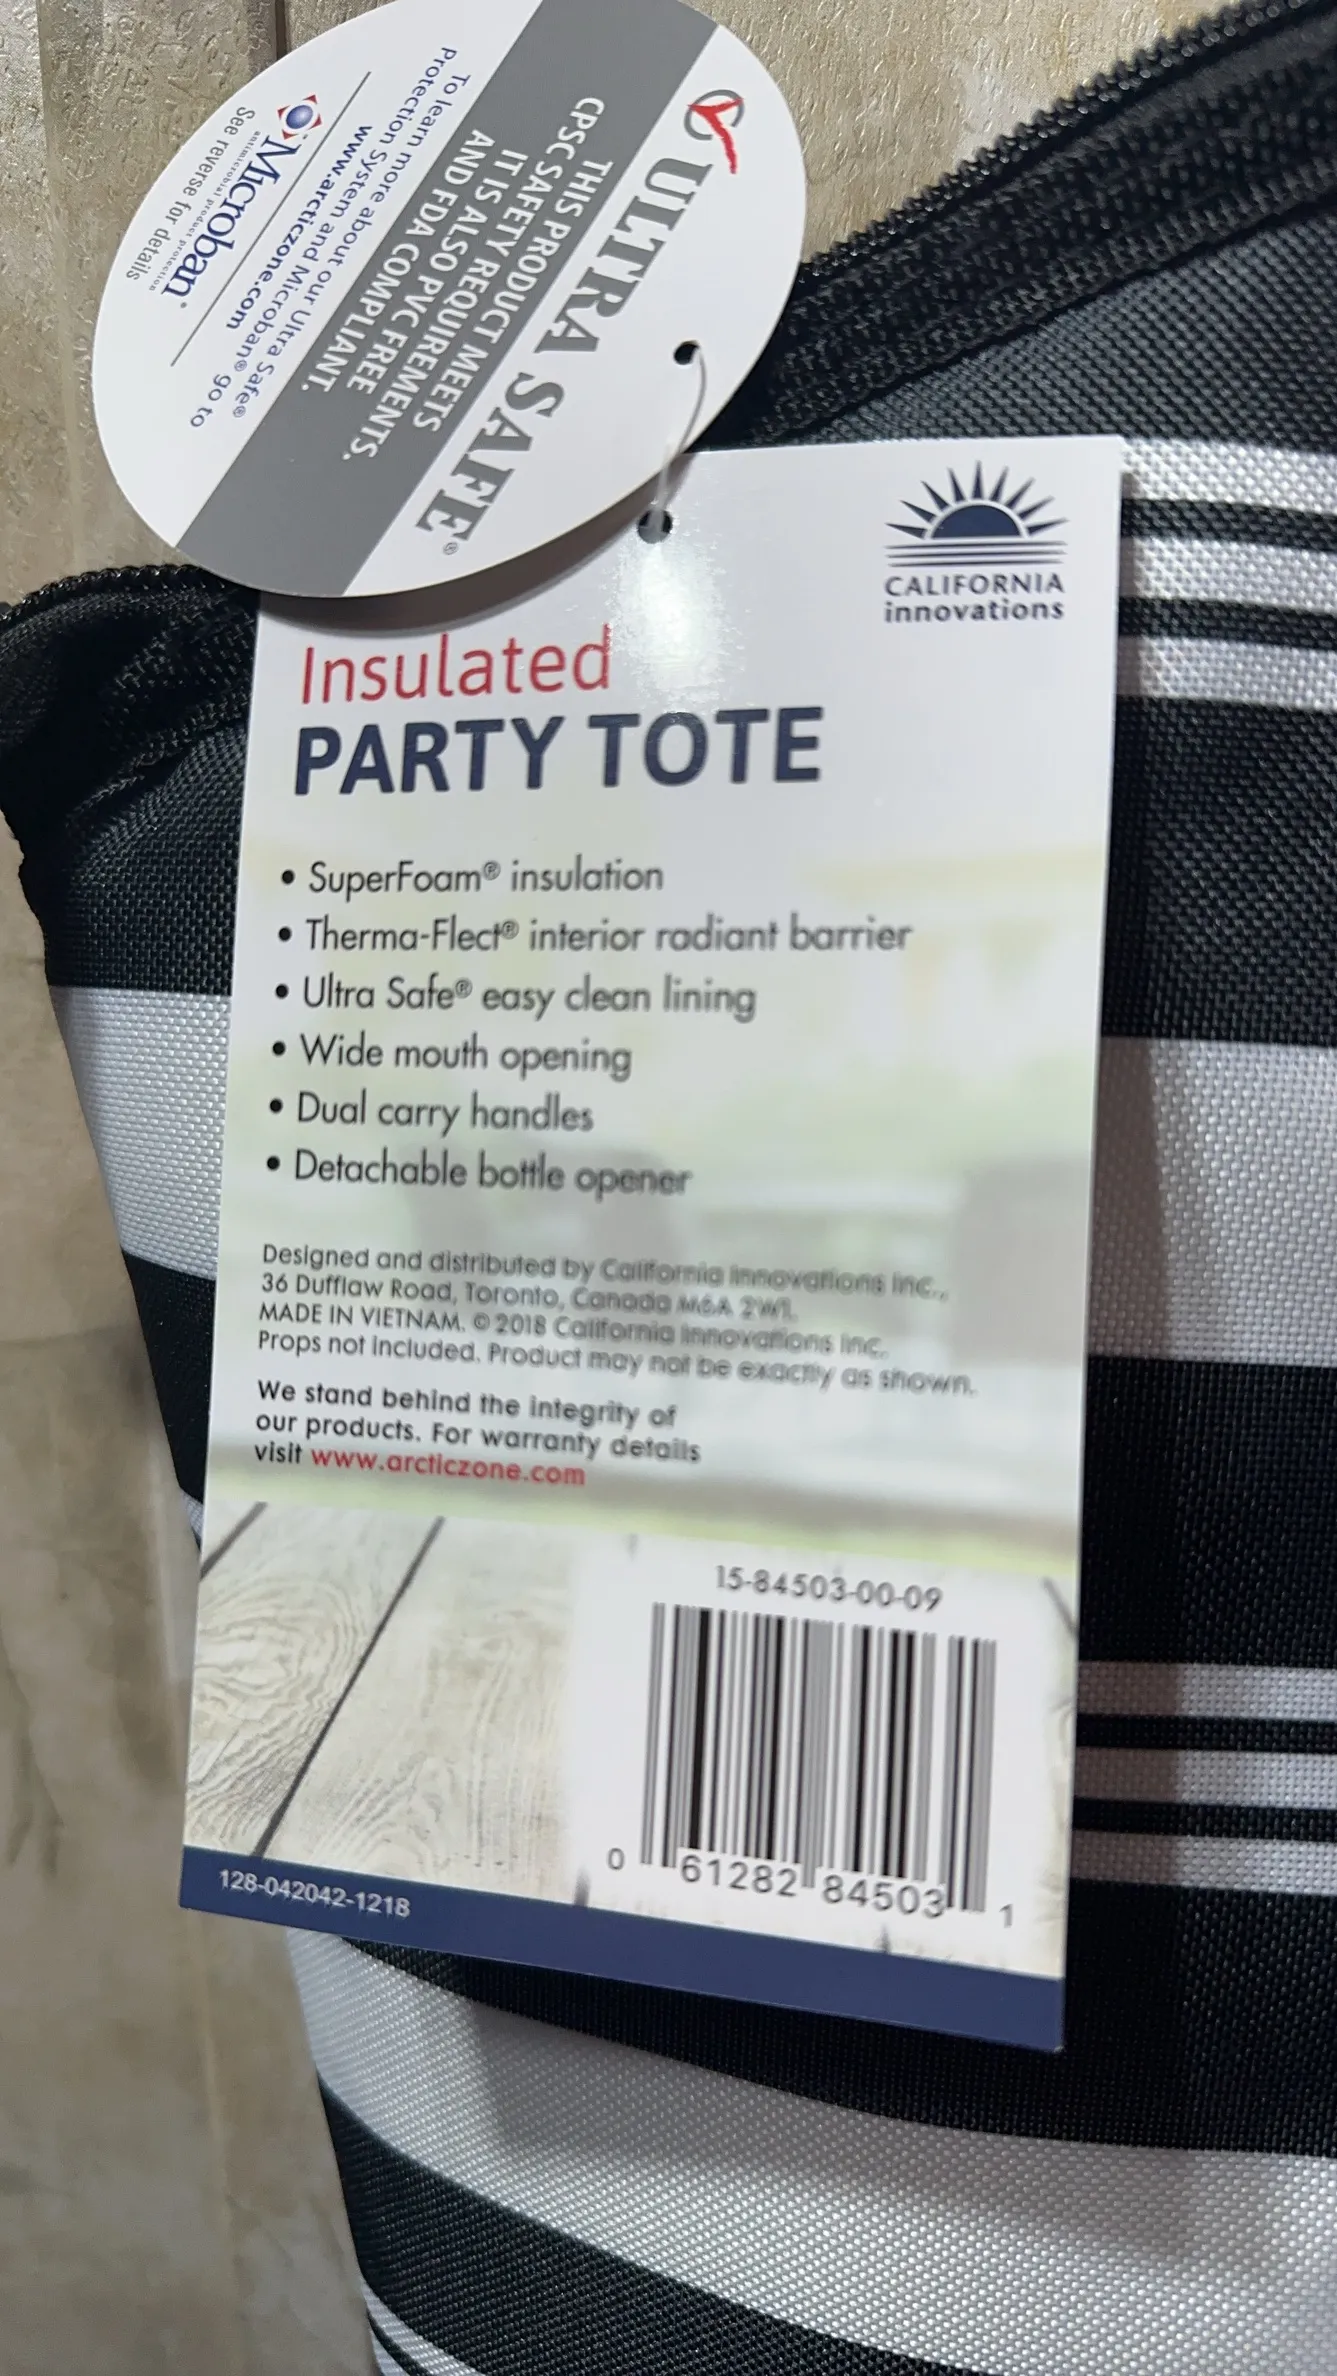 ULTRA SAFE®
THIS PRODUCT MEETS
CPSC SAFETY REQUIREMENTS.
IT IS ALSO PVC FREE
AND FDA COMPLIANT.
To learn more about our Ultra Safe®
Protection System and Microban® go to
www.arcticzone.com
Microban®
antimicrobial product protection
See reverse for details
CALIFORNIA
innovations
Insulated
PARTY TOTE
• SuperFoam® insulation
• Therma-Flect® interior radiant barrier
• Ultra Safe® easy clean lining
• Wide mouth opening
• Dual carry handles
• Detachable bottle opener
Designed and distributed by California Innovations Inc.,
36 Dufflaw Road, Toronto, Canada M6A 2W1.
MADE IN VIETNAM. © 2018 California Innovations Inc.
Props not included. Product may not be exactly as shown.
We stand behind the integrity of
our products. For warranty details
visit www.arcticzone.com
15-84503-00-09
0 61282 84503 1
128-042042-1218